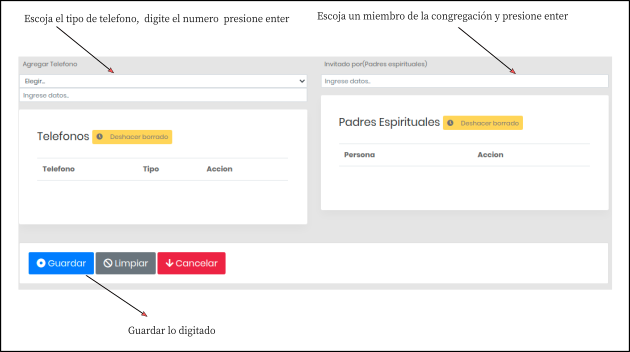 Escoja el tipo de telefono, digite el numero presione enter
Escoja un miembro de la congregación y presione enter
Agregar Telefono
Elegir..
Ingrese datos..
Invitado por(Padres espirituales)
Ingrese datos..
Telefonos Deshacer borrado
Telefono Tipo Accion
Padres Espirituales Deshacer borrado
Persona Accion
Guardar Limpiar Cancelar
Guardar lo digitado